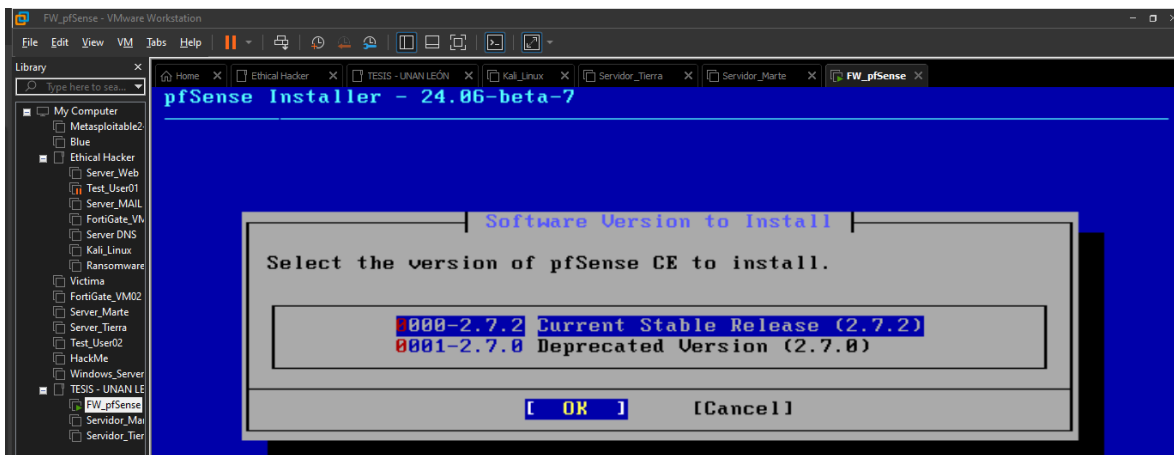 FW_pfSense - VMware Workstation
File Edit View VM Tabs Help
Library
Type here to sea...
My Computer
Metasploitable2-
Blue
Ethical Hacker
Server_Web
Test_User01
Server_MAIL
FortiGate_VM
Server DNS
Kali_Linux
Ransomware
Victima
FortiGate_VM02
Server_Marte
Server_Tierra
Test_User02
HackMe
Windows_Server
TESIS - UNAN LE
FW_pfSense
Servidor_Mar
Servidor_Tier
Home Ethical Hacker TESIS - UNAN LEÓN Kali_Linux Servidor_Tierra Servidor_Marte FW_pfSense
pfSense Installer - 24.06-beta-7
Software Version to Install
Select the version of pfSense CE to install.
0000-2.7.2 Current Stable Release (2.7.2)
0001-2.7.0 Deprecated Version (2.7.0)
[ OK ] [Cancel]